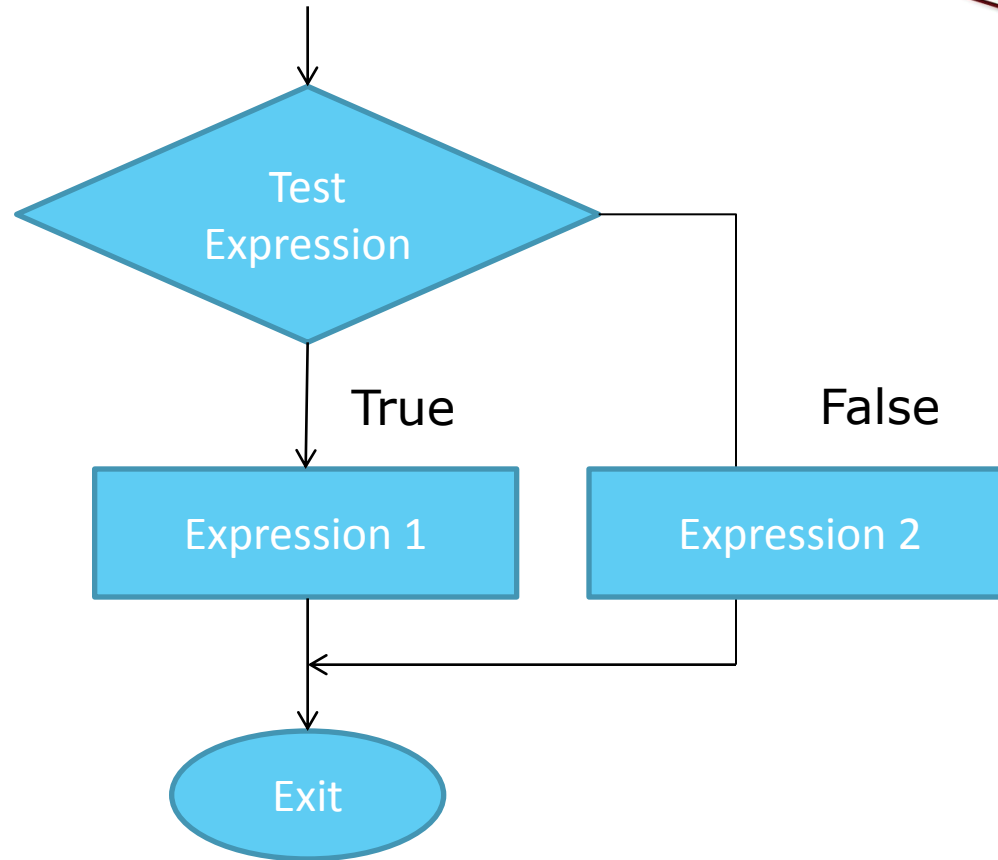 Test
Expression
True
False
Expression 1
Expression 2
Exit